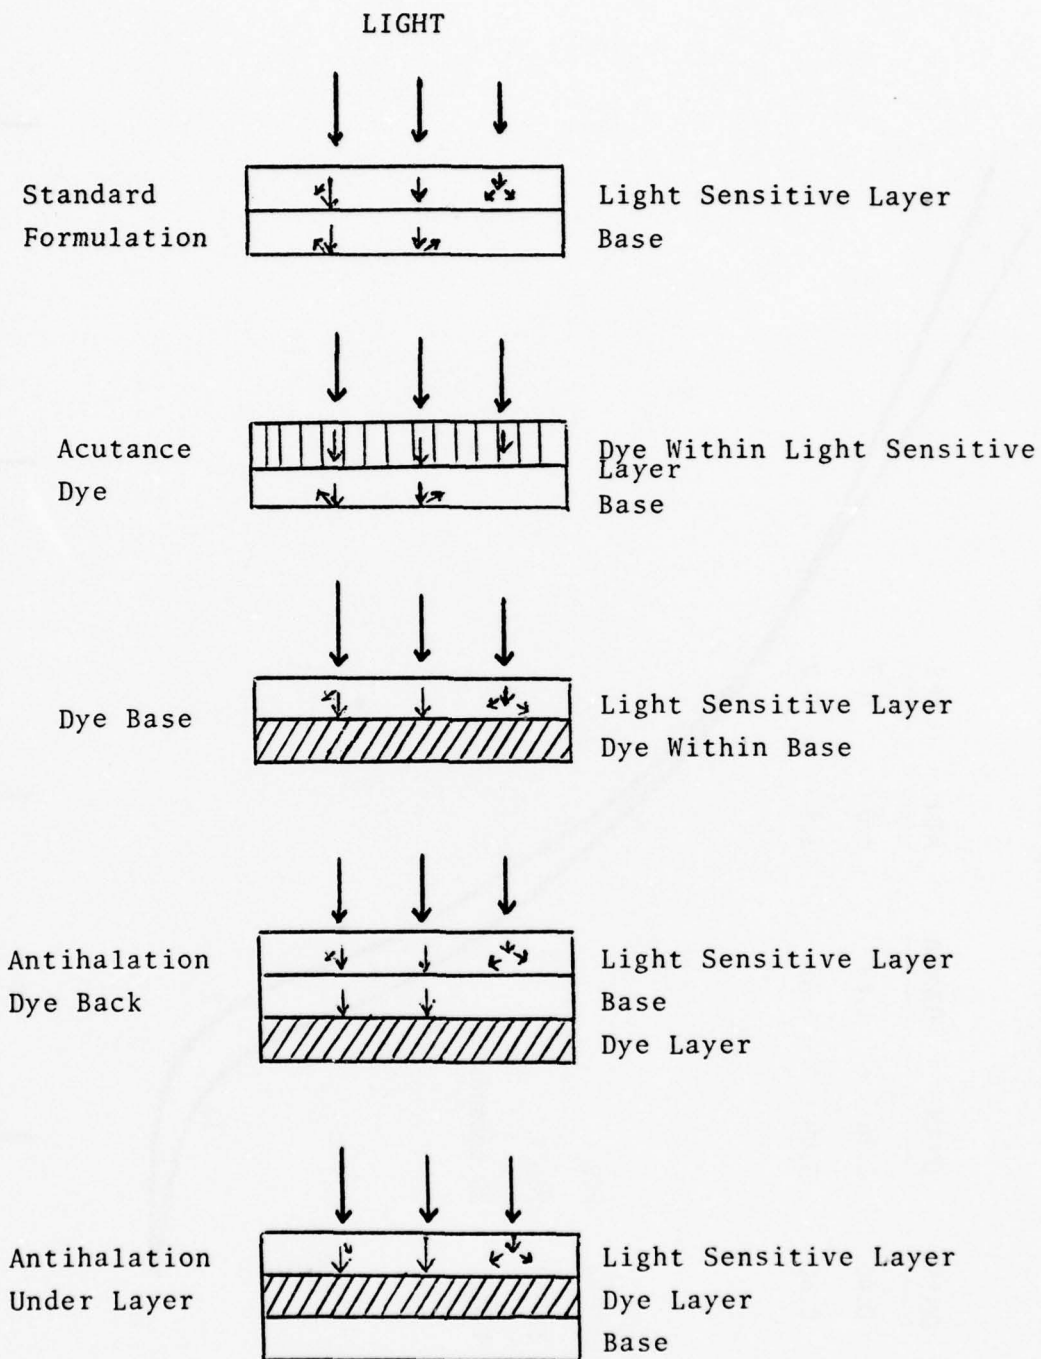 LIGHT
Standard
Formulation
Light Sensitive Layer
Base
Acutance
Dye
Dye Within Light Sensitive
Layer
Base
Dye Base
Light Sensitive Layer
Dye Within Base
Antihalation
Dye Back
Light Sensitive Layer
Base
Dye Layer
Antihalation
Under Layer
Light Sensitive Layer
Dye Layer
Base